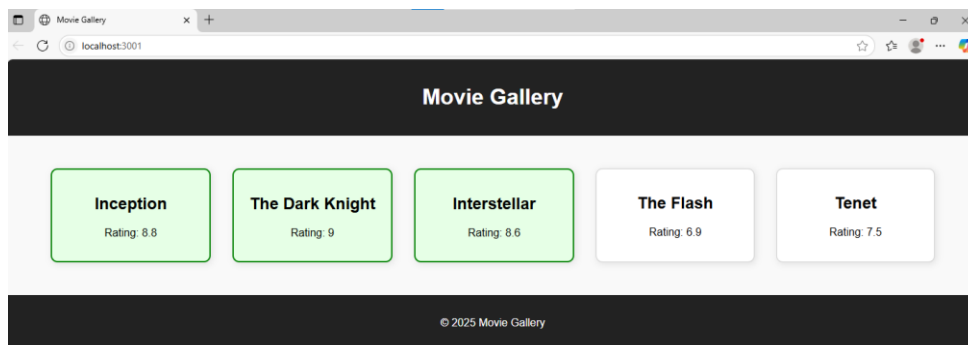 Movie Gallery
localhost:3001
Movie Gallery
Inception
Rating: 8.8
The Dark Knight
Rating: 9
Interstellar
Rating: 8.6
The Flash
Rating: 6.9
Tenet
Rating: 7.5
© 2025 Movie Gallery